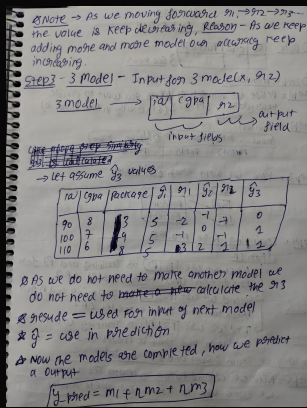 Note → As we moving forward r1, → r2 → r3 →
the value is keep decreasing, Reason - As we keep
adding more and more model our accuracy keep
increasing.
Step3 - 3 Model - Input for 3 model (x, r2)
3 model → iq cgpa r2
input fields output field
→ let assume ŷ3 values
iq cgpa package ŷ1 r1 ŷ2 r2 ŷ3
90 8 3 5 -2 -1 -1 0
100 7 4 5 -1 0 -1 1
110 6 8 5 3 2 1 1
As we do not need to make another model we
do not need to calculate the r3
resude = used for input of next model
ŷ = use in prediction
Now the models are completed, how we predict
a output
y pred = m1 + n m2 + n m3